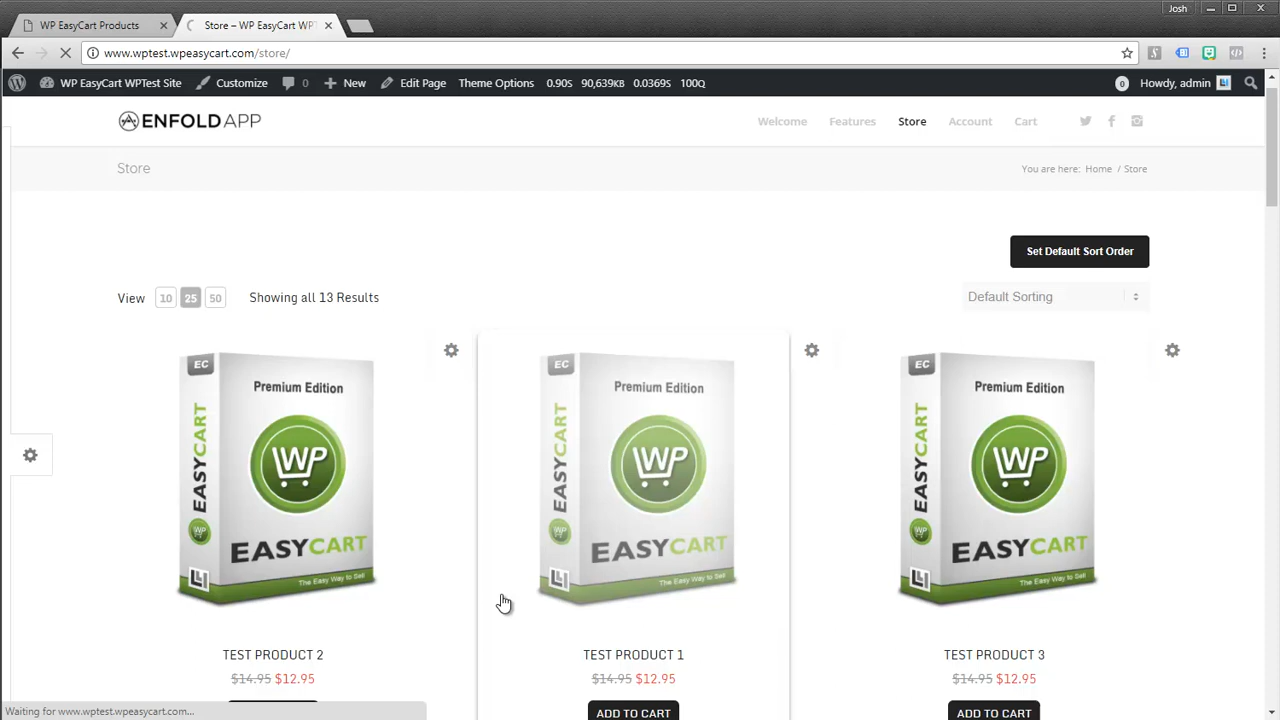 Josh
WP EasyCart Products
Store – WP EasyCart WPT
www.wptest.wpeasycart.com/store/
WP EasyCart WPTest Site Customize 0 New Edit Page Theme Options 0.90S 90,639KB 0.0369S 100Q 0 Howdy, admin
ENFOLD APP
Welcome Features Store Account Cart
Store
You are here: Home / Store
Set Default Sort Order
View 10 25 50 Showing all 13 Results
Default Sorting
EC
Premium Edition
EASYCART
WP
WP
EASYCART
The Easy Way to Sell
EC
Premium Edition
EASYCART
WP
WP
EASYCART
The Easy Way to Sell
EC
Premium Edition
EASYCART
WP
WP
EASYCART
The Easy Way to Sell
TEST PRODUCT 2
$14.95 $12.95
TEST PRODUCT 1
$14.95 $12.95
ADD TO CART
TEST PRODUCT 3
$14.95 $12.95
ADD TO CART
Waiting for www.wptest.wpeasycart.com...